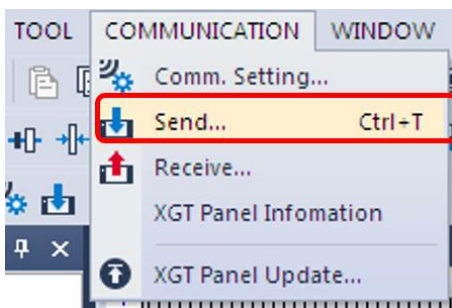 TOOL COMMUNICATION WINDOW
Comm. Setting...
Send... Ctrl+T
Receive...
XGT Panel Infomation
XGT Panel Update...